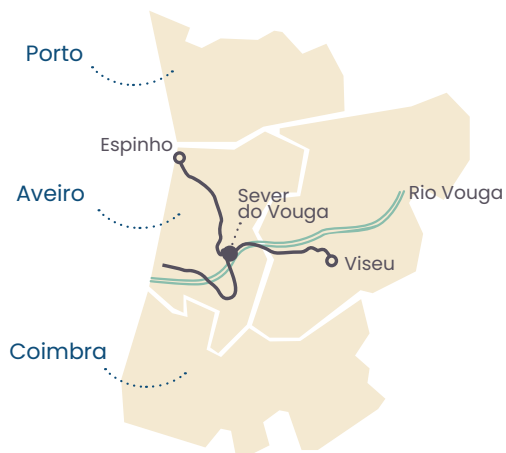 Porto
Espinho
Aveiro
Sever
do Vouga
Rio Vouga
Viseu
Coimbra